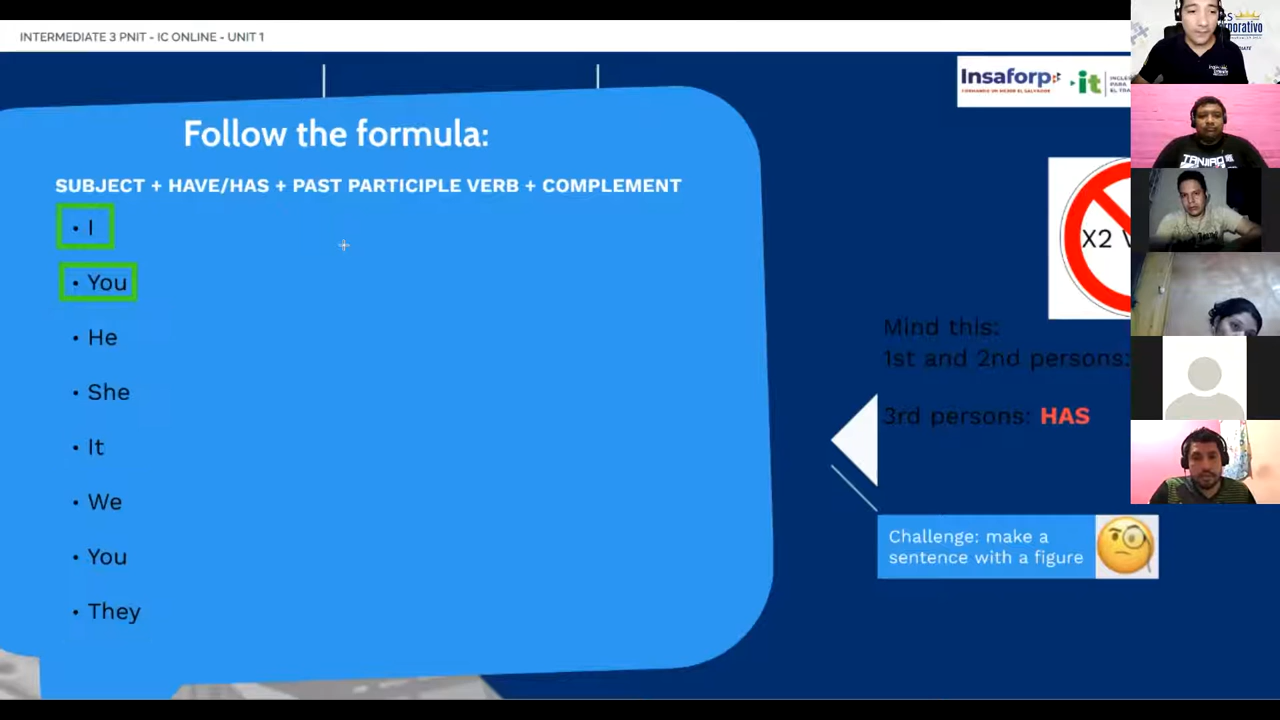 INTERMEDIATE 3 PNIT - IC ONLINE - UNIT 1
Insaforp
it
Follow the formula:
SUBJECT + HAVE/HAS + PAST PARTICIPLE VERB + COMPLEMENT
• I
• You
• He
• She
• It
• We
• You
• They
X2
Mind this:
1st and 2nd persons:
3rd persons: HAS
Challenge: make a
sentence with a figure